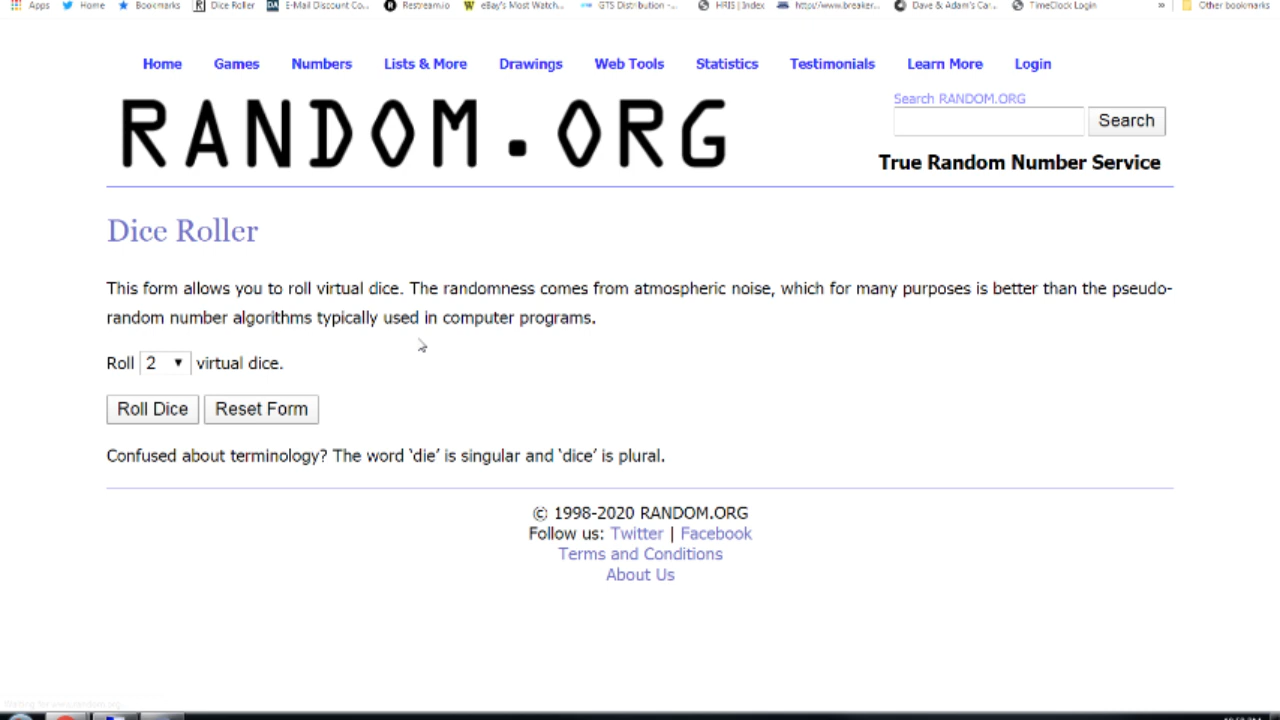 Apps Home Bookmarks Dice Roller E-Mail Discount Co... Restream.io eBay's Most Watch... GTS Distribution -... HRIS | Index http://www.breaker... Dave & Adam's Car... TimeClock Login » Other bookmarks
Home Games Numbers Lists & More Drawings Web Tools Statistics Testimonials Learn More Login
RANDOM.ORG
Search RANDOM.ORG
Search
True Random Number Service
Dice Roller
This form allows you to roll virtual dice. The randomness comes from atmospheric noise, which for many purposes is better than the pseudo-
random number algorithms typically used in computer programs.
Roll 2 virtual dice.
Roll Dice Reset Form
Confused about terminology? The word ‘die’ is singular and ‘dice’ is plural.
© 1998-2020 RANDOM.ORG
Follow us: Twitter | Facebook
Terms and Conditions
About Us